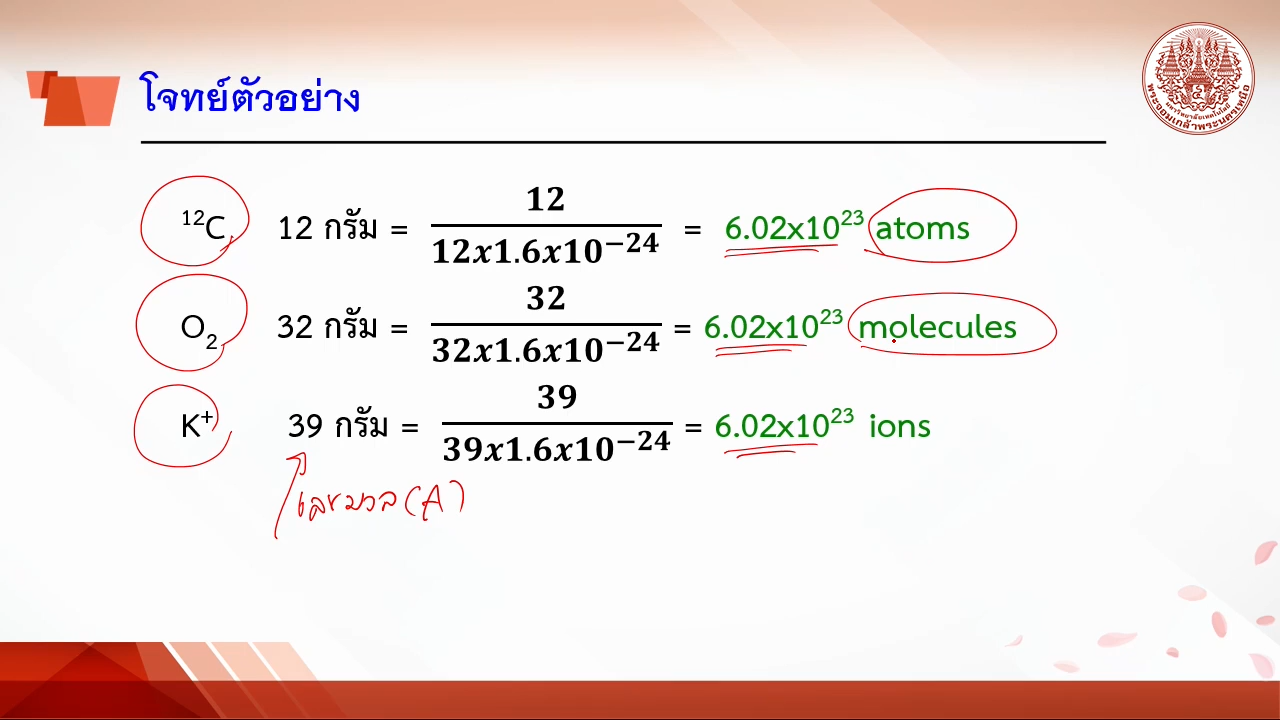 โจทย์ตัวอย่าง
¹²C 12 กรัม = 12 / 12x1.6x10⁻²⁴ = 6.02x10²³ atoms
O₂ 32 กรัม = 32 / 32x1.6x10⁻²⁴ = 6.02x10²³ molecules
K⁺ 39 กรัม = 39 / 39x1.6x10⁻²⁴ = 6.02x10²³ ions
เลขมวล (A)